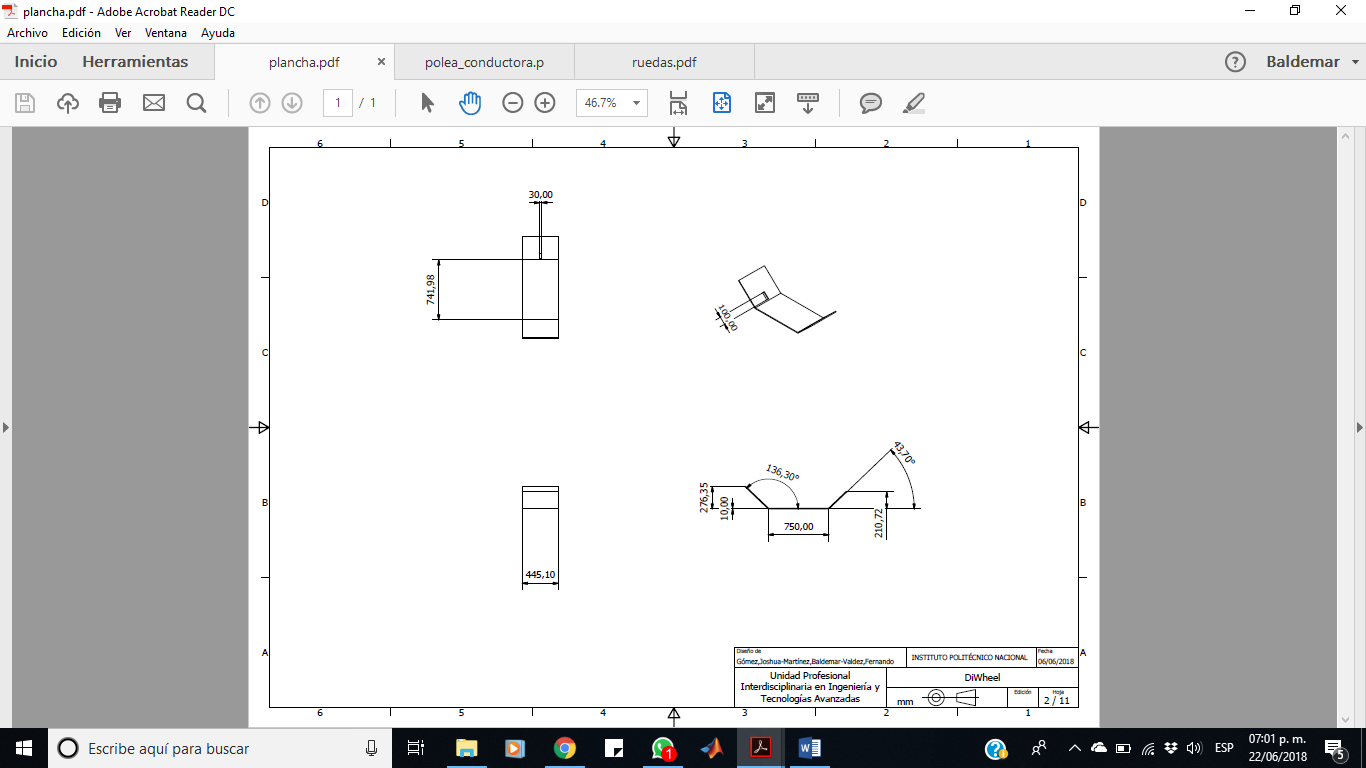 plancha.pdf - Adobe Acrobat Reader DC
Archivo Edición Ver Ventana Ayuda
Inicio Herramientas plancha.pdf polea_conductora.p ruedas.pdf Baldemar
1 / 1 46.7%
6 5 4 3 2 1
D D
30,00
741,98
100,00
C C
43,70°
136,30°
276,35
10,00
B B
210,72
750,00
445,10
A A
Diseño de
Gómez,Joshua-Martínez,Baldemar-Valdez,Fernando
INSTITUTO POLITÉCNICO NACIONAL
Fecha
06/06/2018
Unidad Profesional
Interdisciplinaria en Ingeniería y
Tecnologías Avanzadas
DiWheel
mm
Edición
Hoja
2 / 11
6 5 4 3 2 1
Escribe aquí para buscar
1
ESP
07:01 p. m.
22/06/2018
5